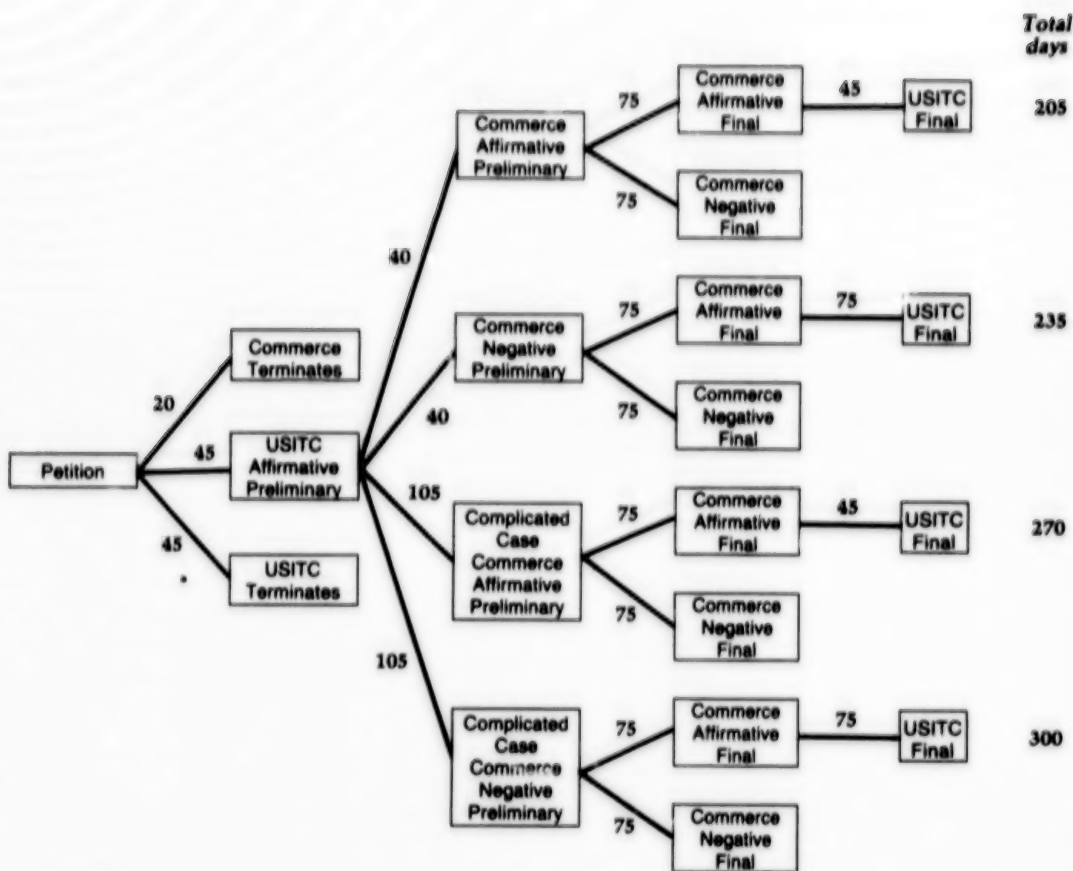 Total
days
Commerce
Affirmative
Preliminary
75
Commerce
Affirmative
Final
45
USITC
Final
205
75
Commerce
Negative
Final
40
Commerce
Negative
Preliminary
75
Commerce
Affirmative
Final
75
USITC
Final
235
75
Commerce
Negative
Final
40
Commerce
Terminates
20
Petition
45
USITC
Affirmative
Preliminary
45
USITC
Terminates
105
Complicated
Case
Commerce
Affirmative
Preliminary
75
Commerce
Affirmative
Final
45
USITC
Final
270
75
Commerce
Negative
Final
105
Complicated
Case
Commerce
Negative
Preliminary
75
Commerce
Affirmative
Final
75
USITC
Final
300
75
Commerce
Negative
Final